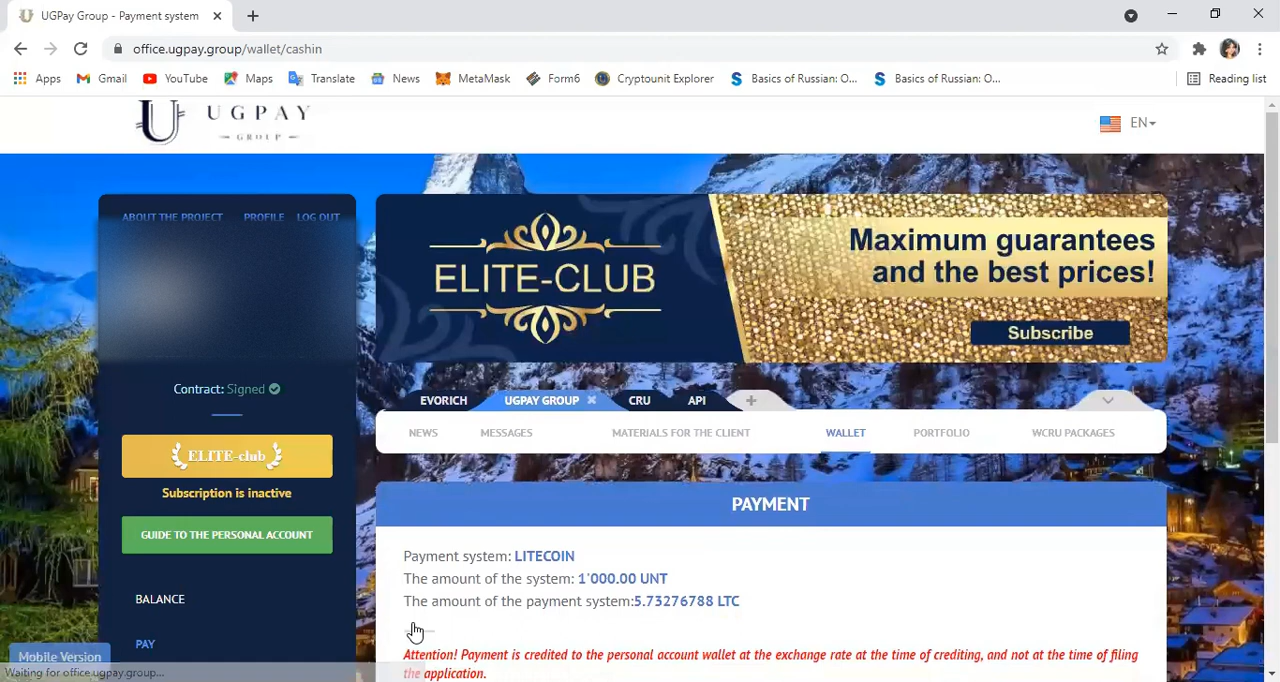 UGPay Group - Payment system
office.ugpay.group/wallet/cashin
Apps Gmail YouTube Maps Translate News MetaMask Form6 Cryptounit Explorer Basics of Russian: O... Basics of Russian: O... Reading list
UGPAY
GROUP
EN
ABOUT THE PROJECT PROFILE LOG OUT
ELITE-CLUB
Maximum guarantees
and the best prices!
Subscribe
Contract: Signed
ELITE-club
Subscription is inactive
GUIDE TO THE PERSONAL ACCOUNT
BALANCE
PAY
Mobile Version
Waiting for office.ugpay.group...
EVORICH UGPAY GROUP CRU API
NEWS MESSAGES MATERIALS FOR THE CLIENT WALLET PORTFOLIO WCRU PACKAGES
PAYMENT
Payment system: LITECOIN
The amount of the system: 1'000.00 UNT
The amount of the payment system:5.73276788 LTC
Attention! Payment is credited to the personal account wallet at the exchange rate at the time of crediting, and not at the time of filing
the application.